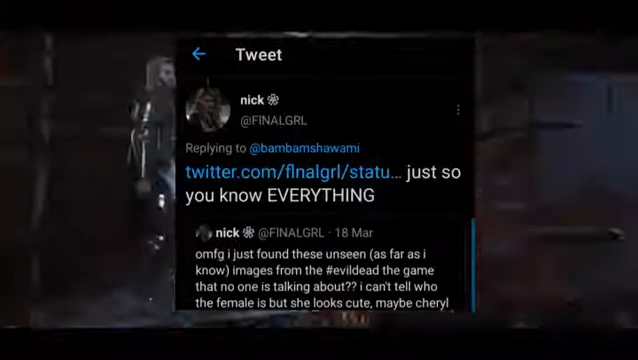 Tweet
nick
@FINALGRL
Replying to @bambamshawami
twitter.com/flnalgrl/statu... just so
you know EVERYTHING
nick @FINALGRL · 18 Mar
omfg i just found these unseen (as far as i
know) images from the #evildead the game
that no one is talking about?? i can't tell who
the female is but she looks cute, maybe cheryl